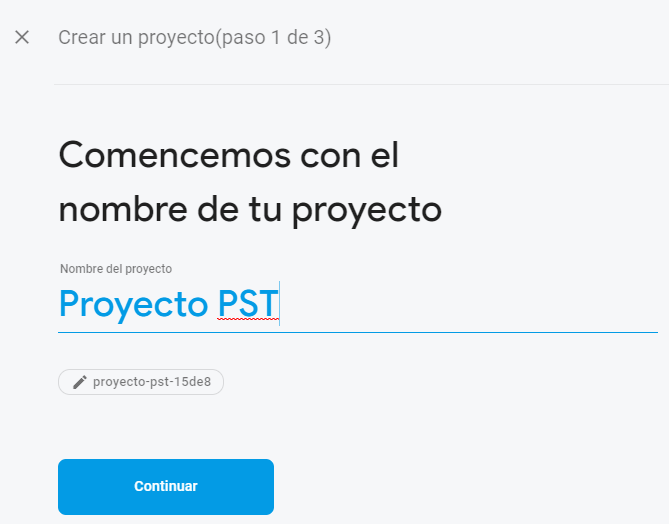 Crear un proyecto(paso 1 de 3)
Comencemos con el
nombre de tu proyecto
Nombre del proyecto
Proyecto PST
proyecto-pst-15de8
Continuar